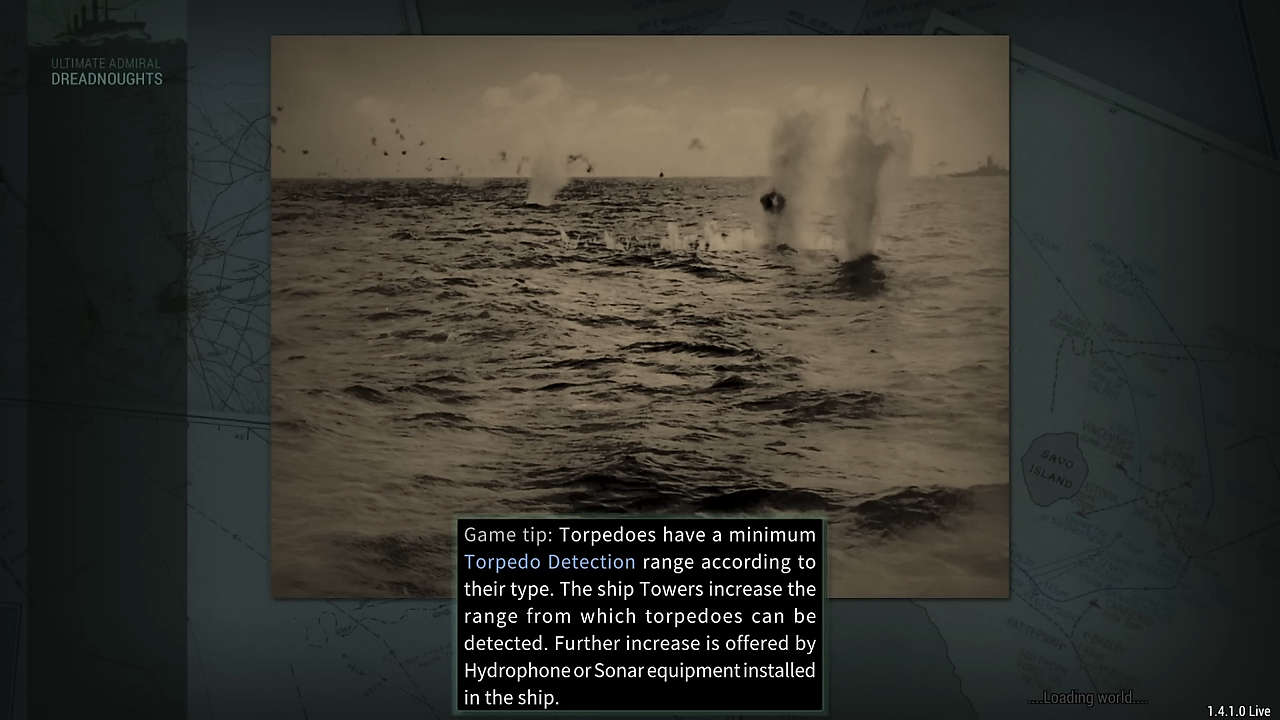 ULTIMATE ADMIRAL
DREADNOUGHTS
SAVO
ISLAND
Game tip: Torpedoes have a minimum
Torpedo Detection range according to
their type. The ship Towers increase the
range from which torpedoes can be
detected. Further increase is offered by
Hydrophone or Sonar equipment installed
in the ship.
....Loading world....
1.4.1.0 Live